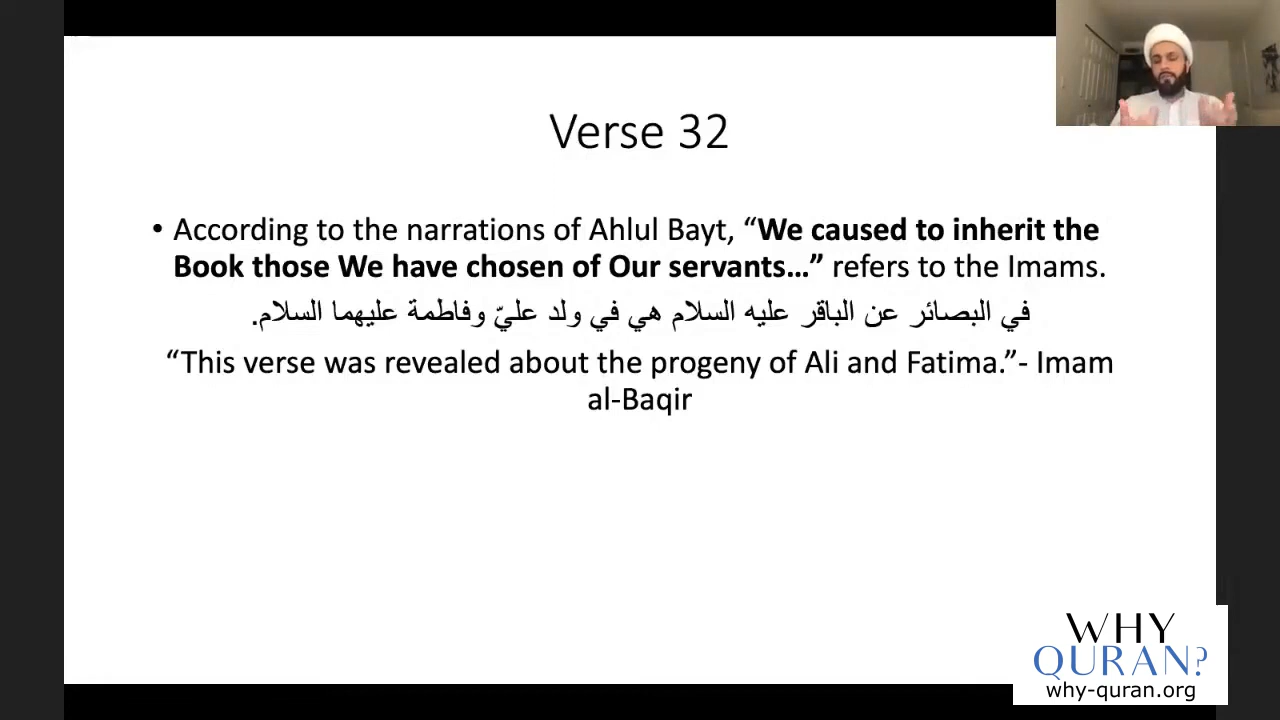 Verse 32
• According to the narrations of Ahlul Bayt, “We caused to inherit the
Book those We have chosen of Our servants…” refers to the Imams.
في البصائر عن الباقر عليه السلام هي في ولد عليّ وفاطمة عليهما السلام.
“This verse was revealed about the progeny of Ali and Fatima.”- Imam
al-Baqir
WHY
QURAN?
why-quran.org